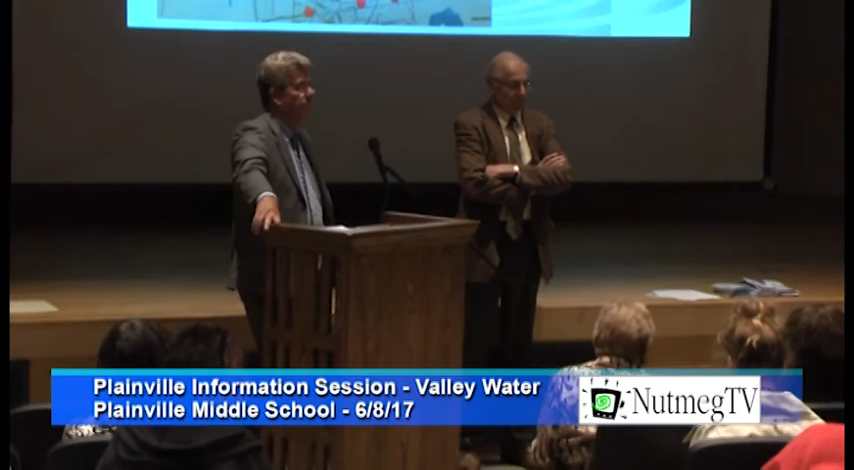 Plainville Information Session - Valley Water
Plainville Middle School - 6/8/17
NutmegTV